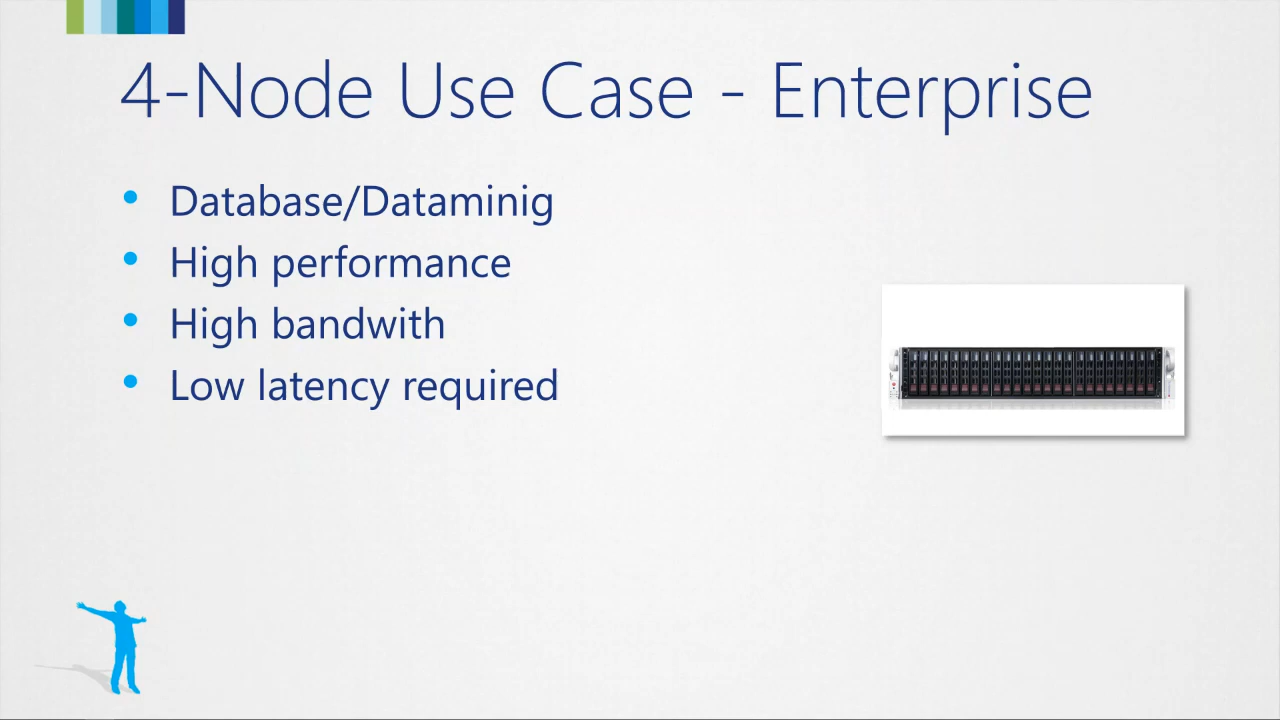 4-Node Use Case - Enterprise
Database/Dataminig
High performance
High bandwith
Low latency required